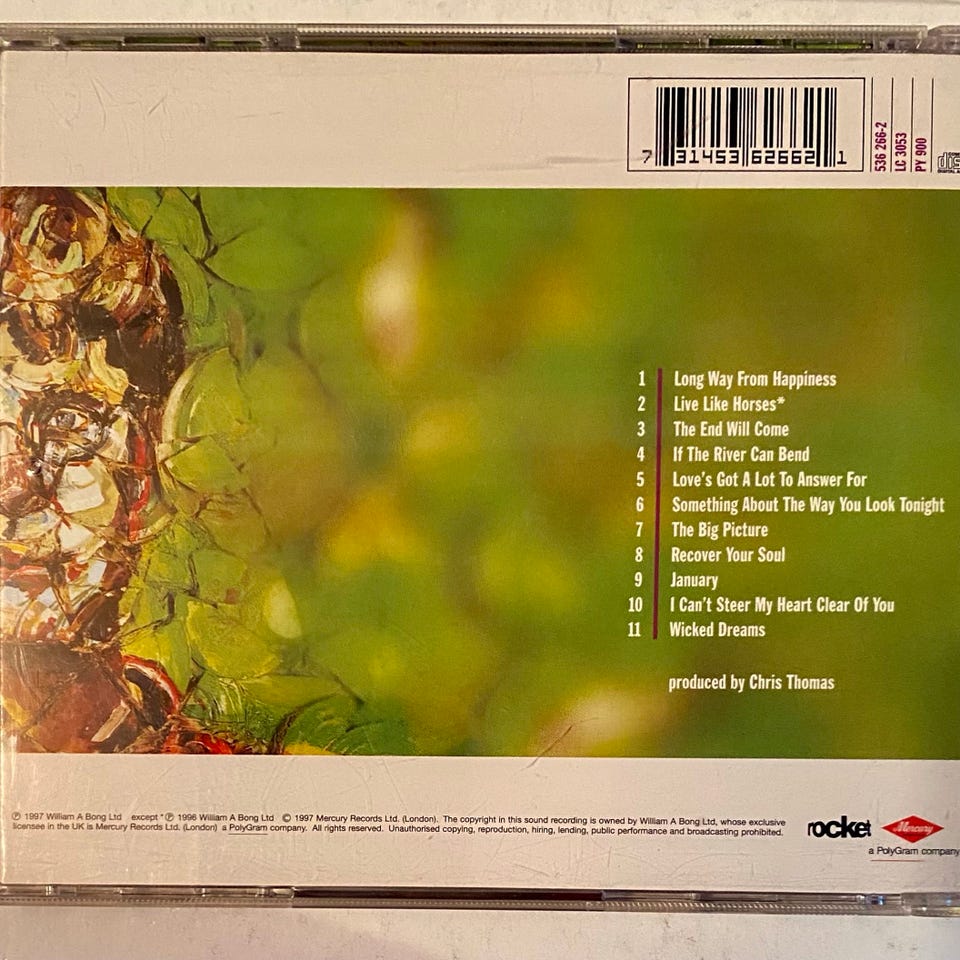 7 31453 62662 1
536 266-2
LC 3053
PY 900
1 Long Way From Happiness
2 Live Like Horses*
3 The End Will Come
4 If The River Can Bend
5 Love's Got A Lot To Answer For
6 Something About The Way You Look Tonight
7 The Big Picture
8 Recover Your Soul
9 January
10 I Can't Steer My Heart Clear Of You
11 Wicked Dreams
produced by Chris Thomas
℗ 1997 William A Bong Ltd except *℗ 1996 William A Bong Ltd © 1997 Mercury Records Ltd. (London). The copyright in this sound recording is owned by William A Bong Ltd, whose exclusive
licensee in the UK is Mercury Records Ltd. (London) a PolyGram company. All rights reserved. Unauthorised copying, reproduction, hiring, lending, public performance and broadcasting prohibited.
rocket
Mercury
a PolyGram company